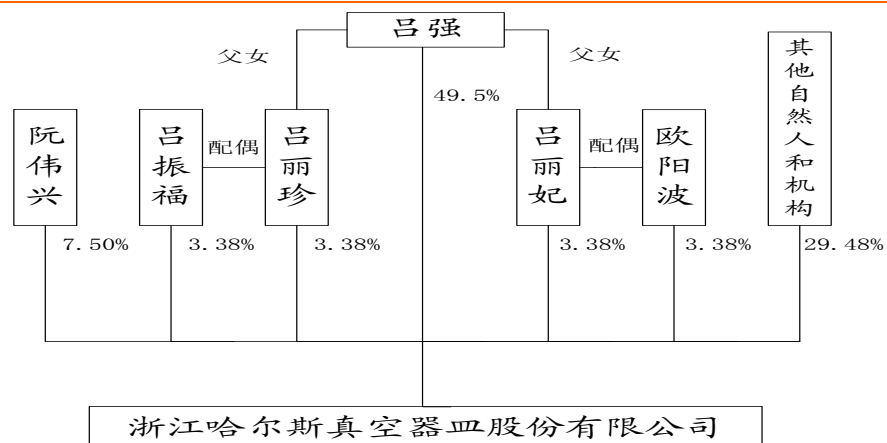 吕强
父女
父女
49.5%
阮伟兴
吕振福
配偶
吕丽珍
吕丽妃
配偶
欧阳波
其他自然人和机构
7.50%
3.38%
3.38%
3.38%
3.38%
29.48%
浙江哈尔斯真空器皿股份有限公司